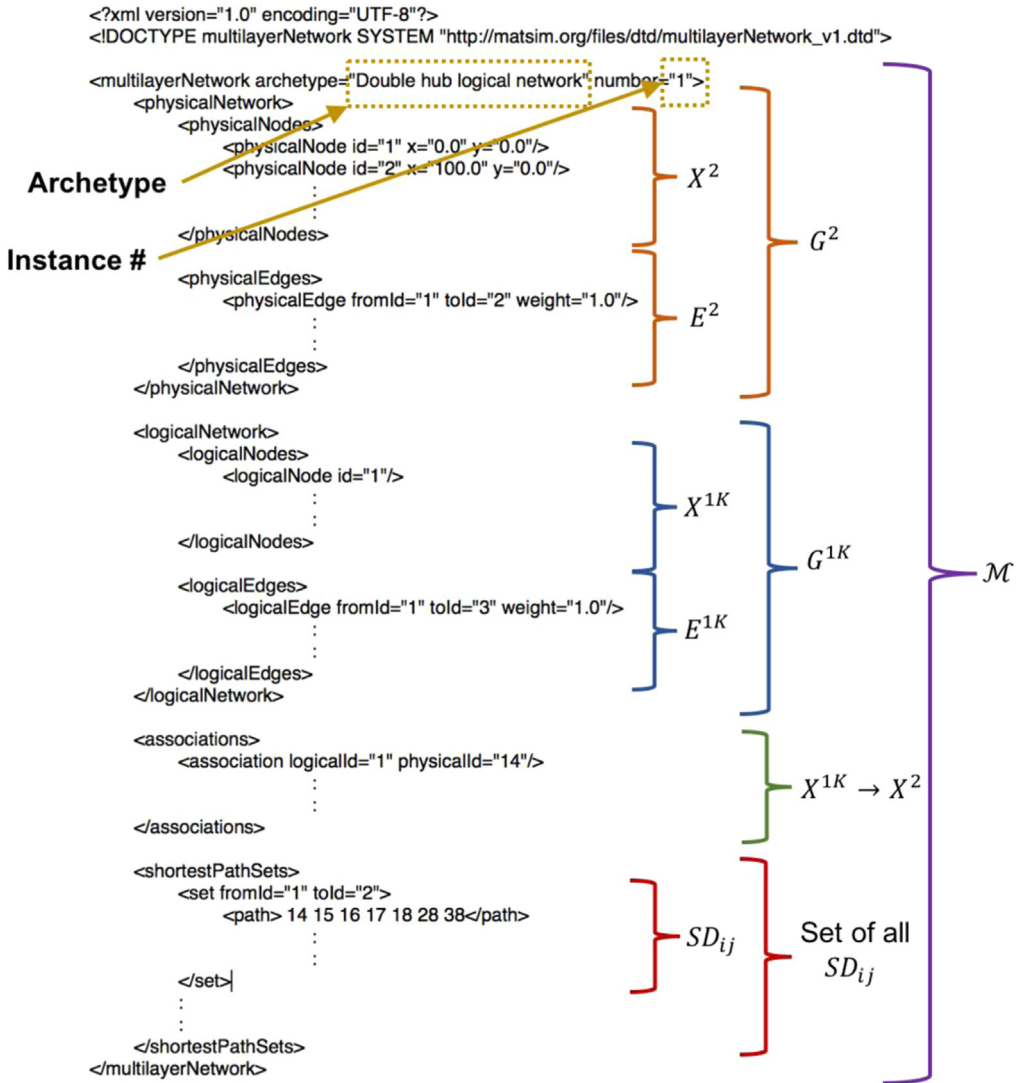 <?xml version="1.0" encoding="UTF-8"?>
<!DOCTYPE multilayerNetwork SYSTEM "http://matsim.org/files/dtd/multilayerNetwork_v1.dtd">
<multilayerNetwork archetype="Double hub logical network" number="1">
<physicalNetwork>
<physicalNodes>
<physicalNode id="1" x="0.0" y="0.0"/>
<physicalNode id="2" x="100.0" y="0.0"/>
Archetype
X²
</physicalNodes>
G²
Instance #
<physicalEdges>
<physicalEdge fromId="1" toId="2" weight="1.0"/>
E²
</physicalEdges>
</physicalNetwork>
<logicalNetwork>
<logicalNodes>
<logicalNode id="1"/>
X¹ᴷ
</logicalNodes>
G¹ᴷ
ℳ
<logicalEdges>
<logicalEdge fromId="1" toId="3" weight="1.0"/>
E¹ᴷ
</logicalEdges>
</logicalNetwork>
<associations>
<association logicalId="1" physicalId="14"/>
X¹ᴷ → X²
</associations>
<shortestPathSets>
<set fromId="1" toId="2">
<path> 14 15 16 17 18 28 38</path>
SDᵢⱼ
Set of all
SDᵢⱼ
</set>
</shortestPathSets>
</multilayerNetwork>